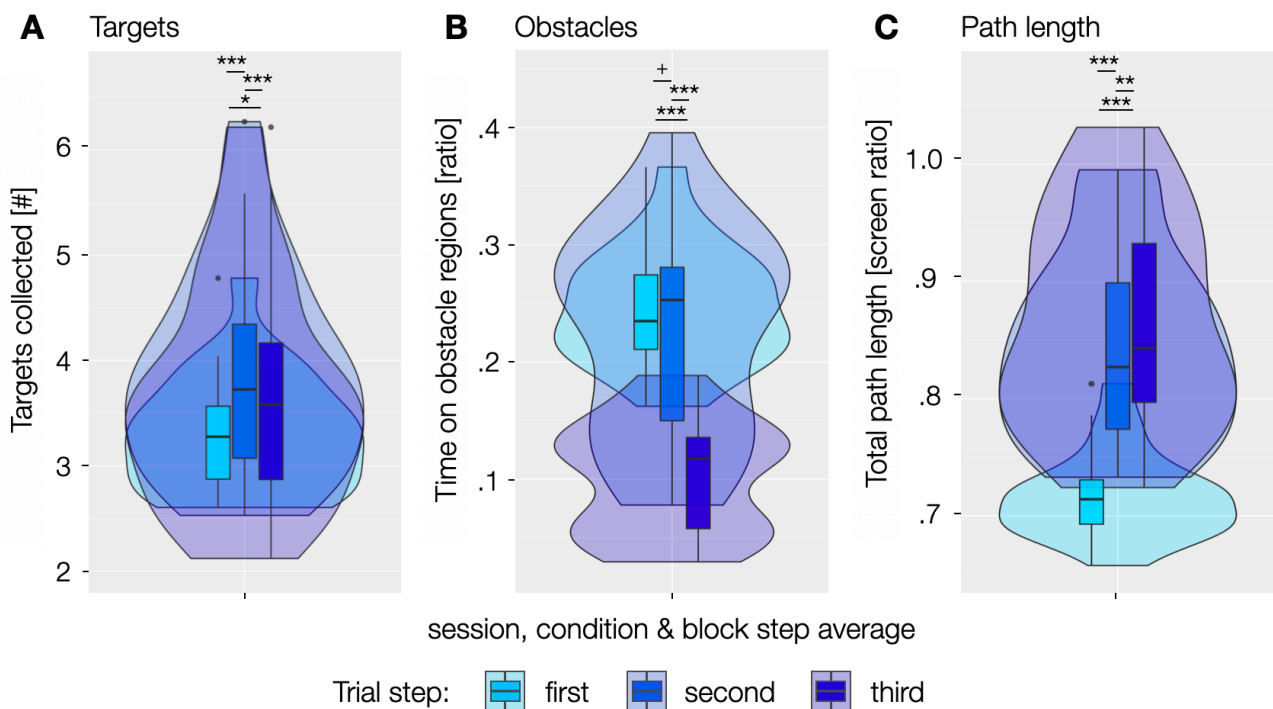 A Targets
B Obstacles
C Path length
***
***
*
+
***
***
***
**
***
Targets collected [#]
6
5
4
3
2
Time on obstacle regions [ratio]
.4
.3
.2
.1
Total path length [screen ratio]
1.0
.9
.8
.7
session, condition & block step average
Trial step: first second third